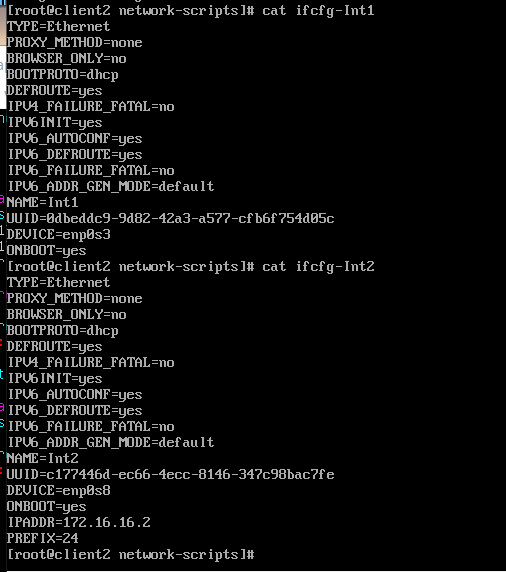 [root@client2 network-scripts]# cat ifcfg-Int1
TYPE=Ethernet
PROXY_METHOD=none
BROWSER_ONLY=no
BOOTPROTO=dhcp
DEFROUTE=yes
IPV4_FAILURE_FATAL=no
IPV6INIT=yes
IPV6_AUTOCONF=yes
IPV6_DEFROUTE=yes
IPV6_FAILURE_FATAL=no
IPV6_ADDR_GEN_MODE=default
NAME=Int1
UUID=0dbeddc9-9d82-42a3-a577-cfb6f754d05c
DEVICE=enp0s3
ONBOOT=yes
[root@client2 network-scripts]# cat ifcfg-Int2
TYPE=Ethernet
PROXY_METHOD=none
BROWSER_ONLY=no
BOOTPROTO=dhcp
DEFROUTE=yes
IPV4_FAILURE_FATAL=no
IPV6INIT=yes
IPV6_AUTOCONF=yes
IPV6_DEFROUTE=yes
IPV6_FAILURE_FATAL=no
IPV6_ADDR_GEN_MODE=default
NAME=Int2
UUID=c177446d-ec66-4ecc-8146-347c98bac7fe
DEVICE=enp0s8
ONBOOT=yes
IPADDR=172.16.16.2
PREFIX=24
[root@client2 network-scripts]#